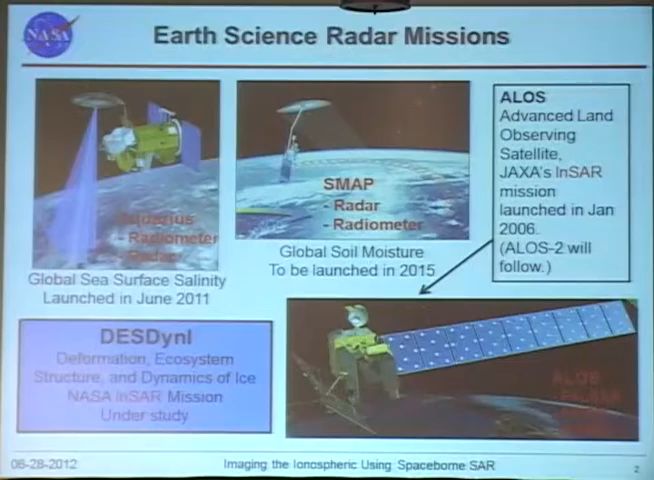 NASA
Earth Science Radar Missions
Aquarius
- Radiometer
- Radar
Global Sea Surface Salinity
Launched in June 2011
SMAP
- Radar
- Radiometer
Global Soil Moisture
To be launched in 2015
ALOS
Advanced Land
Observing
Satellite,
JAXA's InSAR
mission
launched in Jan
2006.
(ALOS-2 will
follow.)
DESDynI
Deformation, Ecosystem
Structure, and Dynamics of Ice
NASA InSAR Mission
Under study
ALOS
- PALSAR
06-28-2012
Imaging the Ionospheric Using Spaceborne SAR
2